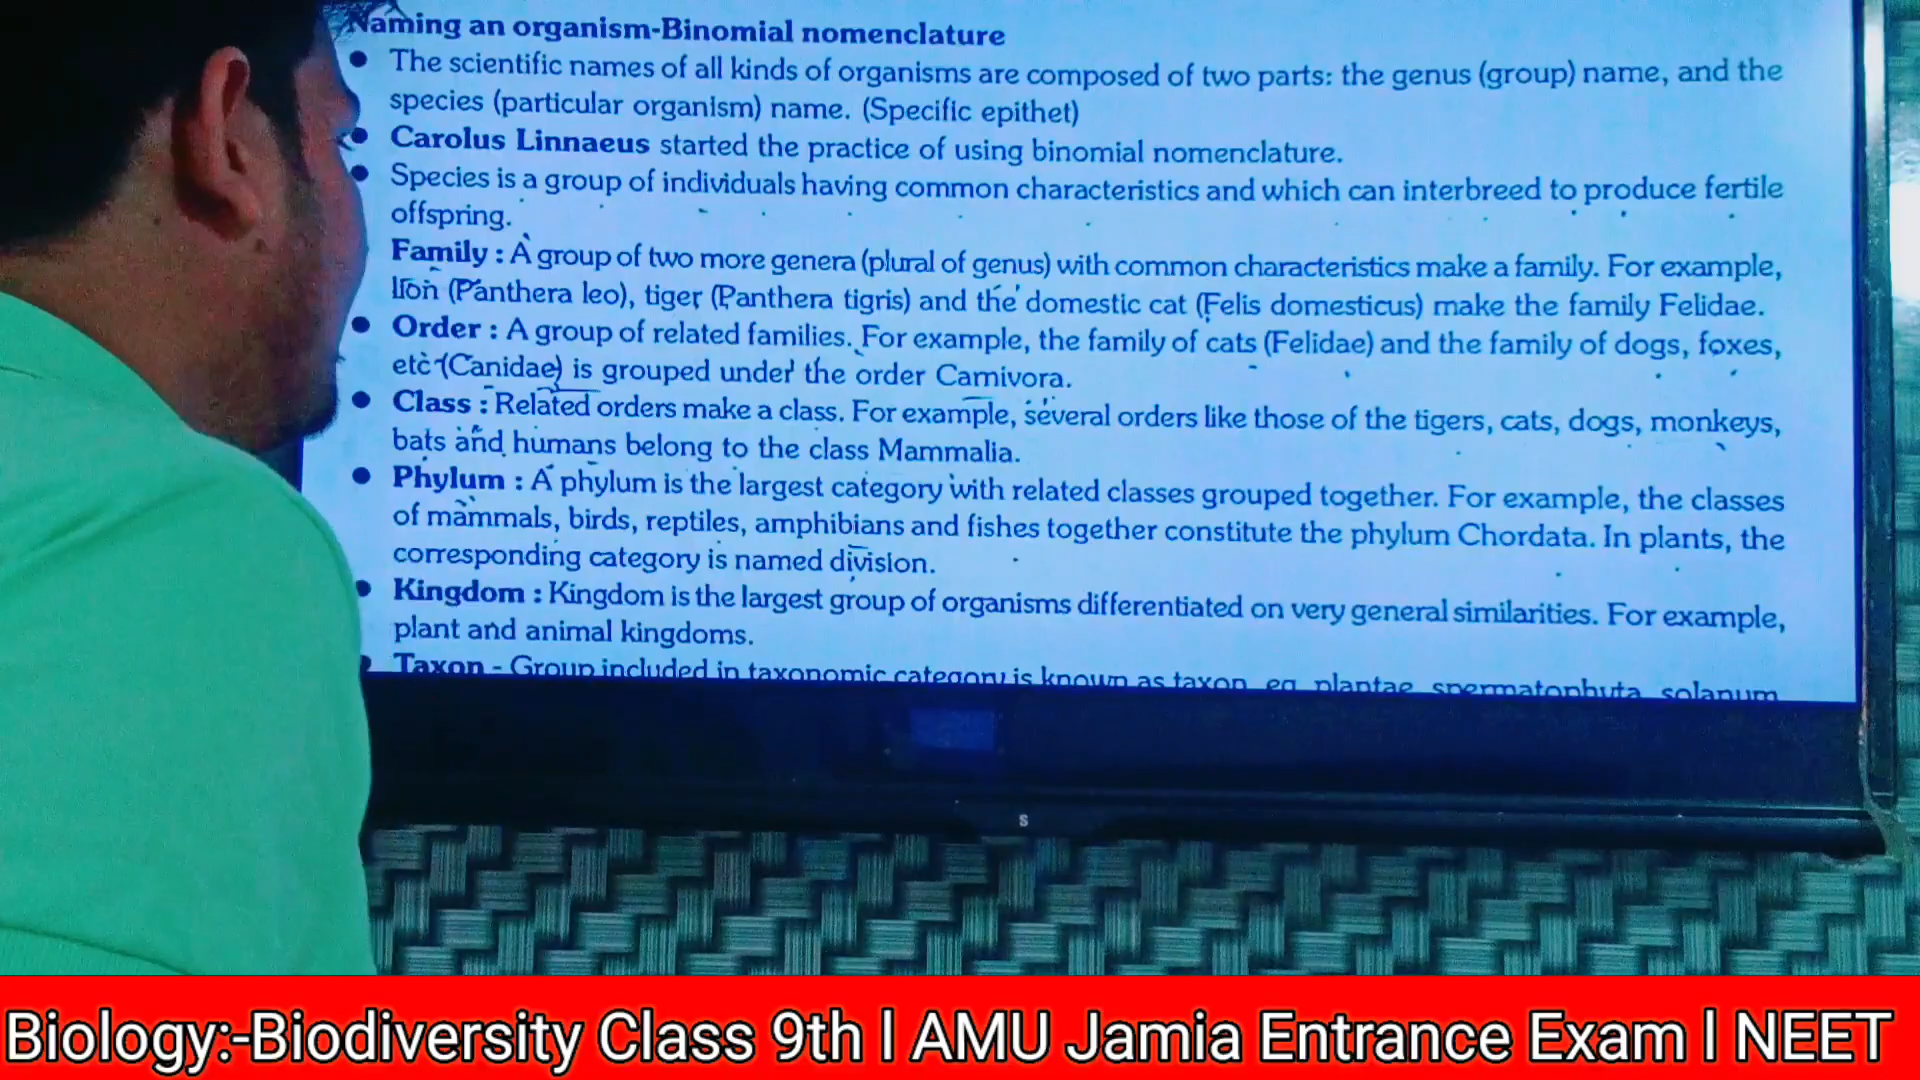 Naming an organism-Binomial nomenclature
• The scientific names of all kinds of organisms are composed of two parts: the genus (group) name, and the
species (particular organism) name. (Specific epithet)
• Carolus Linnaeus started the practice of using binomial nomenclature.
• Species is a group of individuals having common characteristics and which can interbreed to produce fertile
offspring.
Family : A group of two more genera (plural of genus) with common characteristics make a family. For example,
lion (Panthera leo), tiger (Panthera tigris) and the domestic cat (Felis domesticus) make the family Felidae.
• Order : A group of related families. For example, the family of cats (Felidae) and the family of dogs, foxes,
etc (Canidae) is grouped under the order Carnivora.
• Class : Related orders make a class. For example, several orders like those of the tigers, cats, dogs, monkeys,
bats and humans belong to the class Mammalia.
• Phylum : A phylum is the largest category with related classes grouped together. For example, the classes
of mammals, birds, reptiles, amphibians and fishes together constitute the phylum Chordata. In plants, the
corresponding category is named division.
• Kingdom : Kingdom is the largest group of organisms differentiated on very general similarities. For example,
plant and animal kingdoms.
• Taxon - Group included in taxonomic category is known as taxon eg. plantae spermatophyta solanum
S
Biology:-Biodiversity Class 9th l AMU Jamia Entrance Exam l NEET